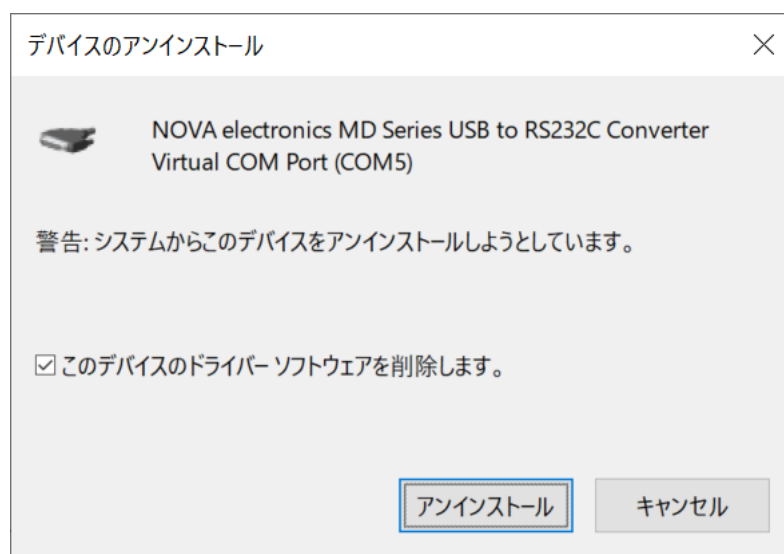 デバイスのアンインストール
NOVA electronics MD Series USB to RS232C Converter
Virtual COM Port (COM5)
警告: システムからこのデバイスをアンインストールしようとしています。
このデバイスのドライバー ソフトウェアを削除します。
アンインストール
キャンセル